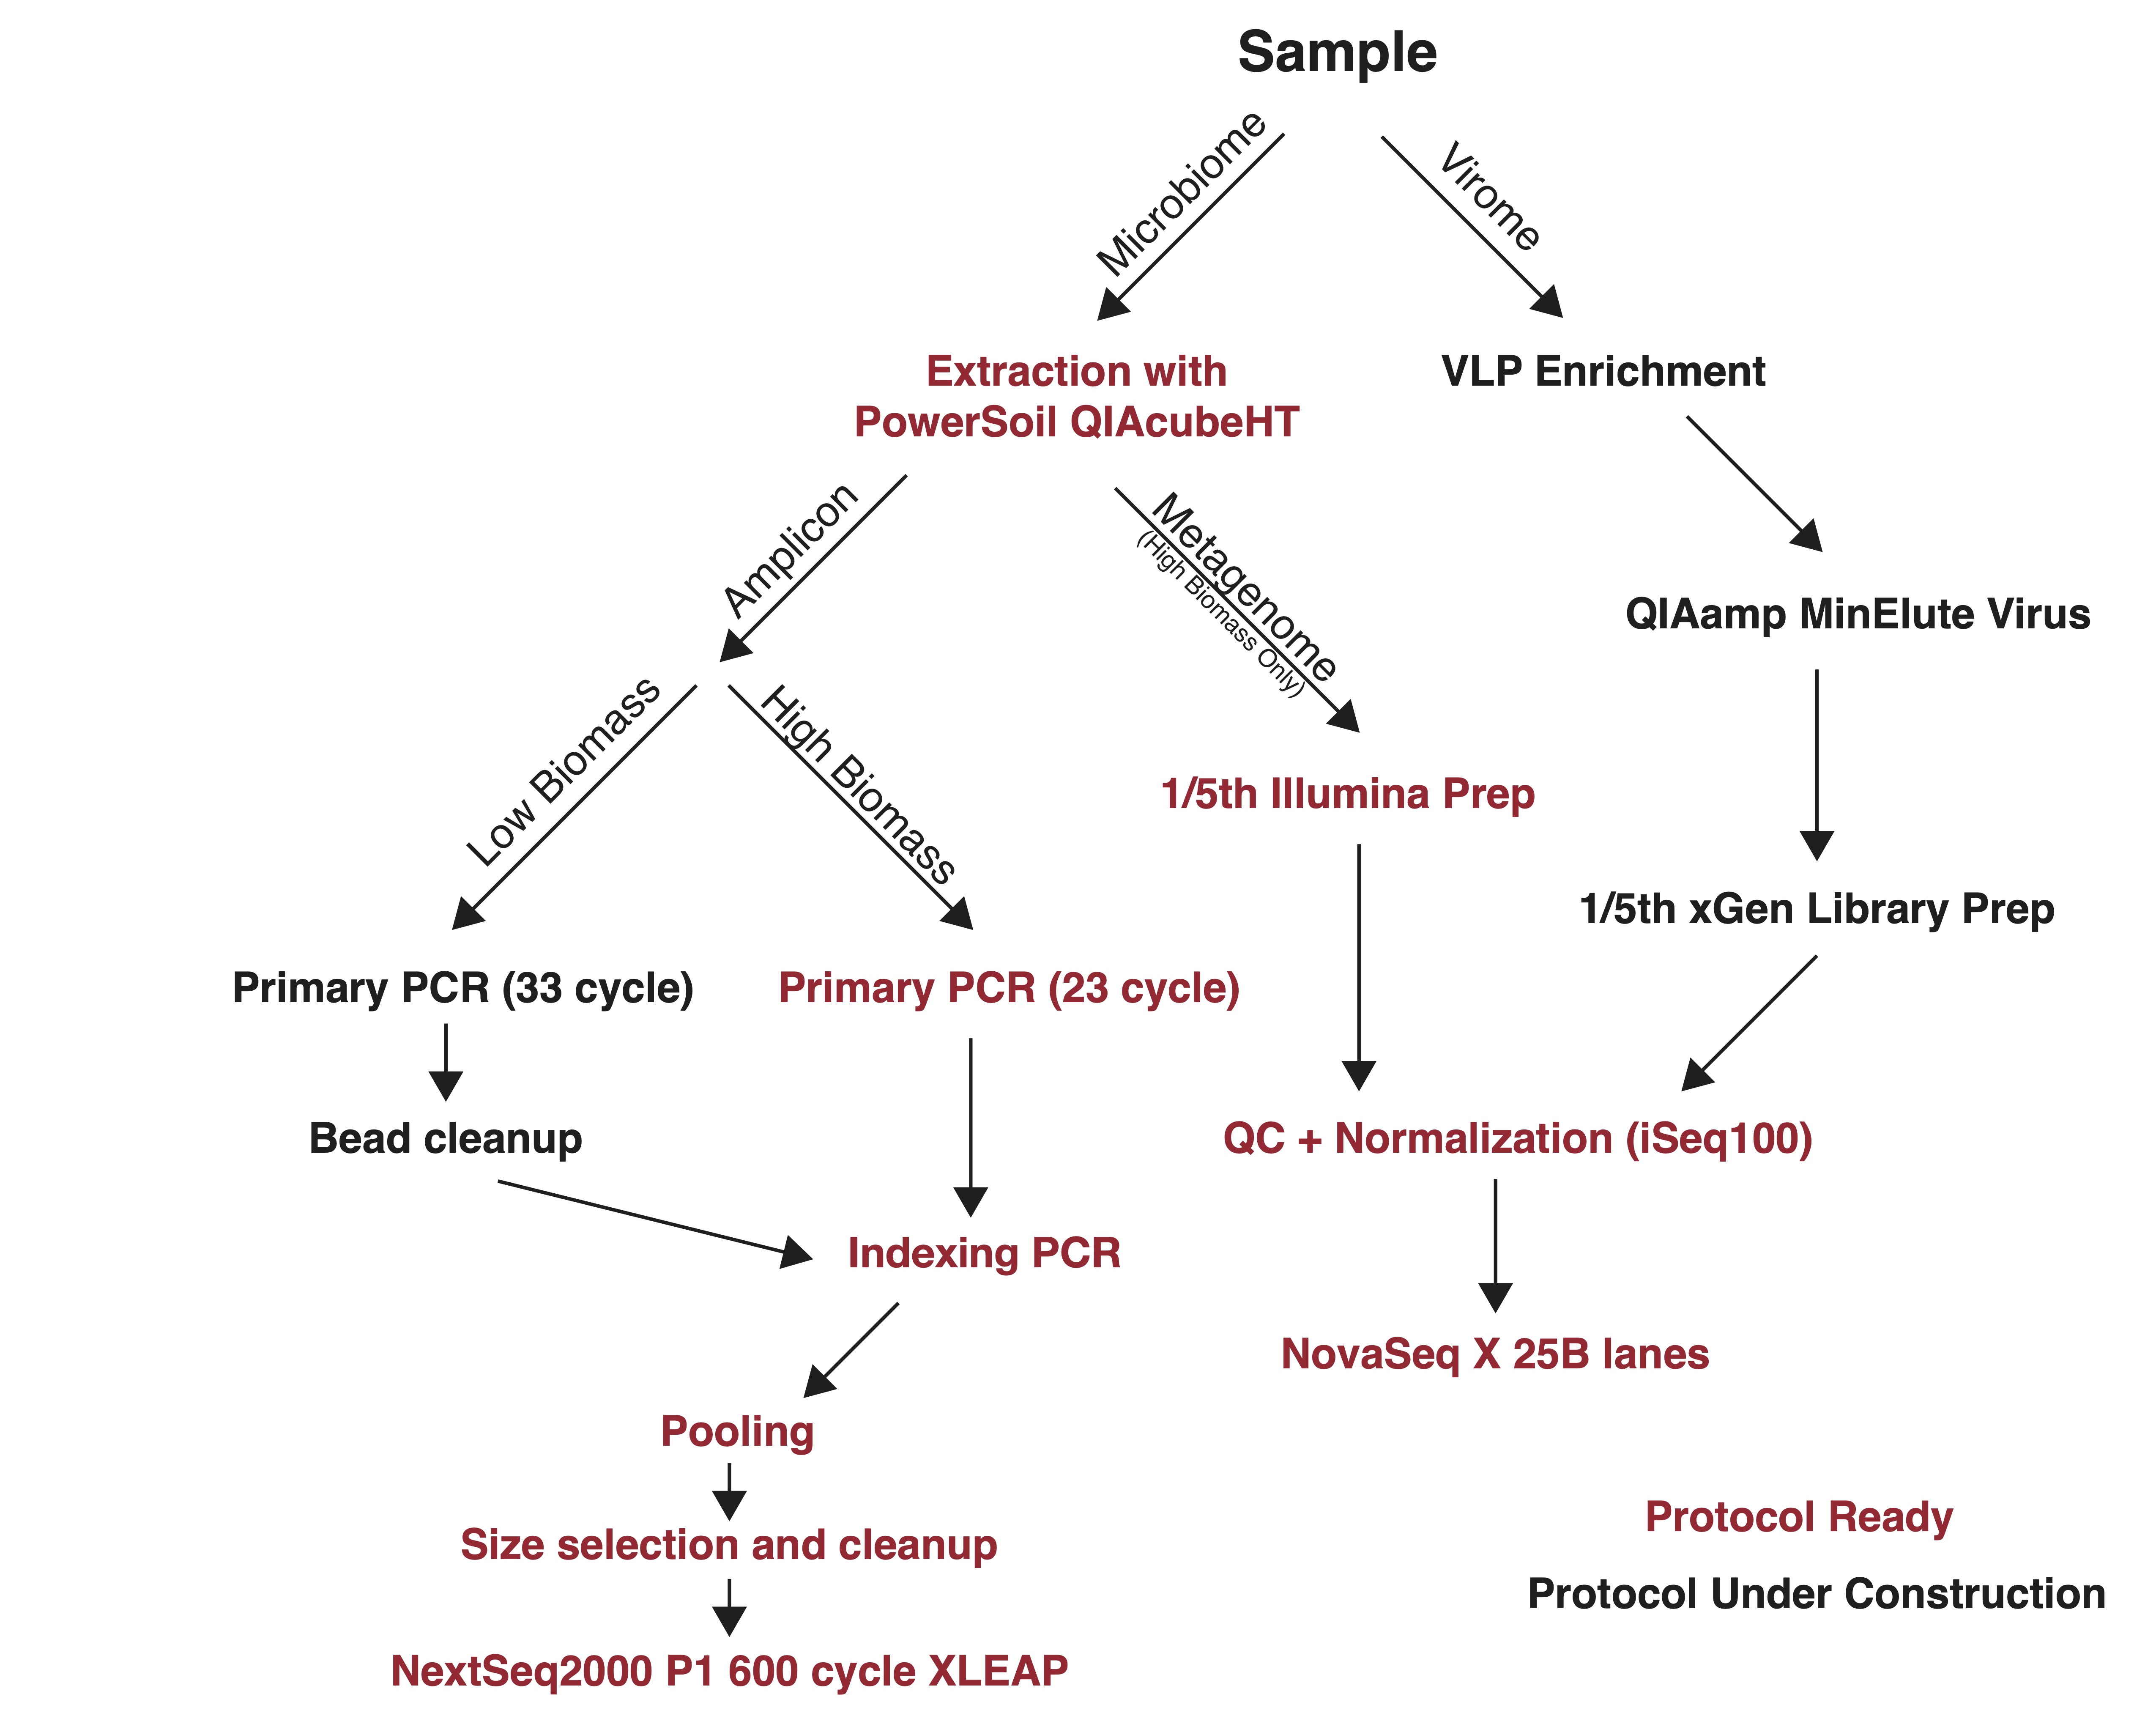 Sample
Microbiome
Virome
Extraction with
PowerSoil QIAcubeHT
VLP Enrichment
Amplicon
Metagenome
(High Biomass Only)
QIAamp MinElute Virus
Low Biomass
High Biomass
1/5th Illumina Prep
1/5th xGen Library Prep
Primary PCR (33 cycle)
Primary PCR (23 cycle)
Bead cleanup
QC + Normalization (iSeq100)
Indexing PCR
NovaSeq X 25B lanes
Pooling
Size selection and cleanup
NextSeq2000 P1 600 cycle XLEAP
Protocol Ready
Protocol Under Construction